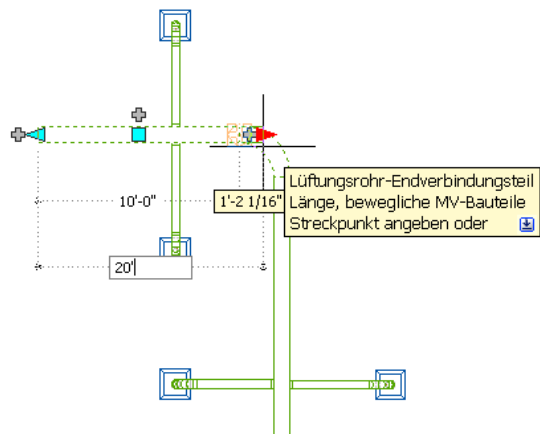 10'-0"
1'-2 1/16"
Lüftungsrohr-Endverbindungsteil
Länge, bewegliche MV-Bauteile
Streckpunkt angeben oder
20'